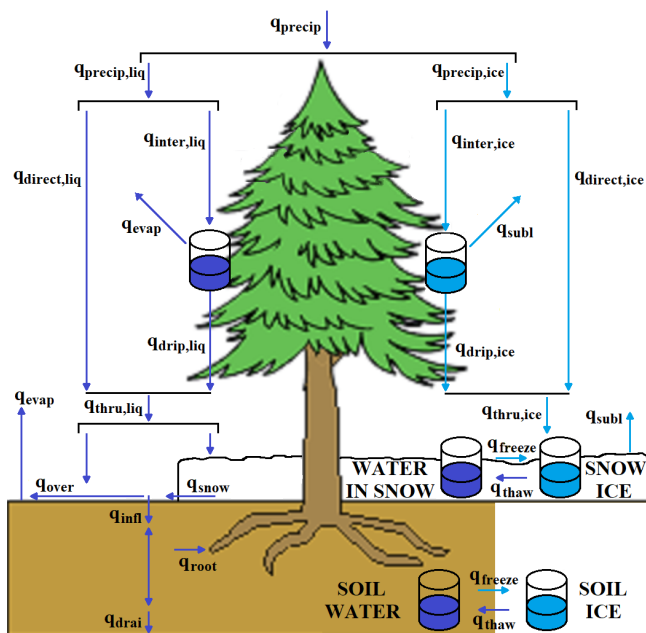 qprecip
qprecip,liq
qprecip,ice
qinter,liq
qinter,ice
qdirect,liq
qdirect,ice
qevap
qsubl
qdrip,liq
qdrip,ice
qevap
qthru,liq
qthru,ice
qsubl
qfreeze
WATER
IN SNOW
SNOW
ICE
qthaw
qover
qsnow
qinfl
qroot
qfreeze
SOIL
WATER
SOIL
ICE
qthaw
qdrai